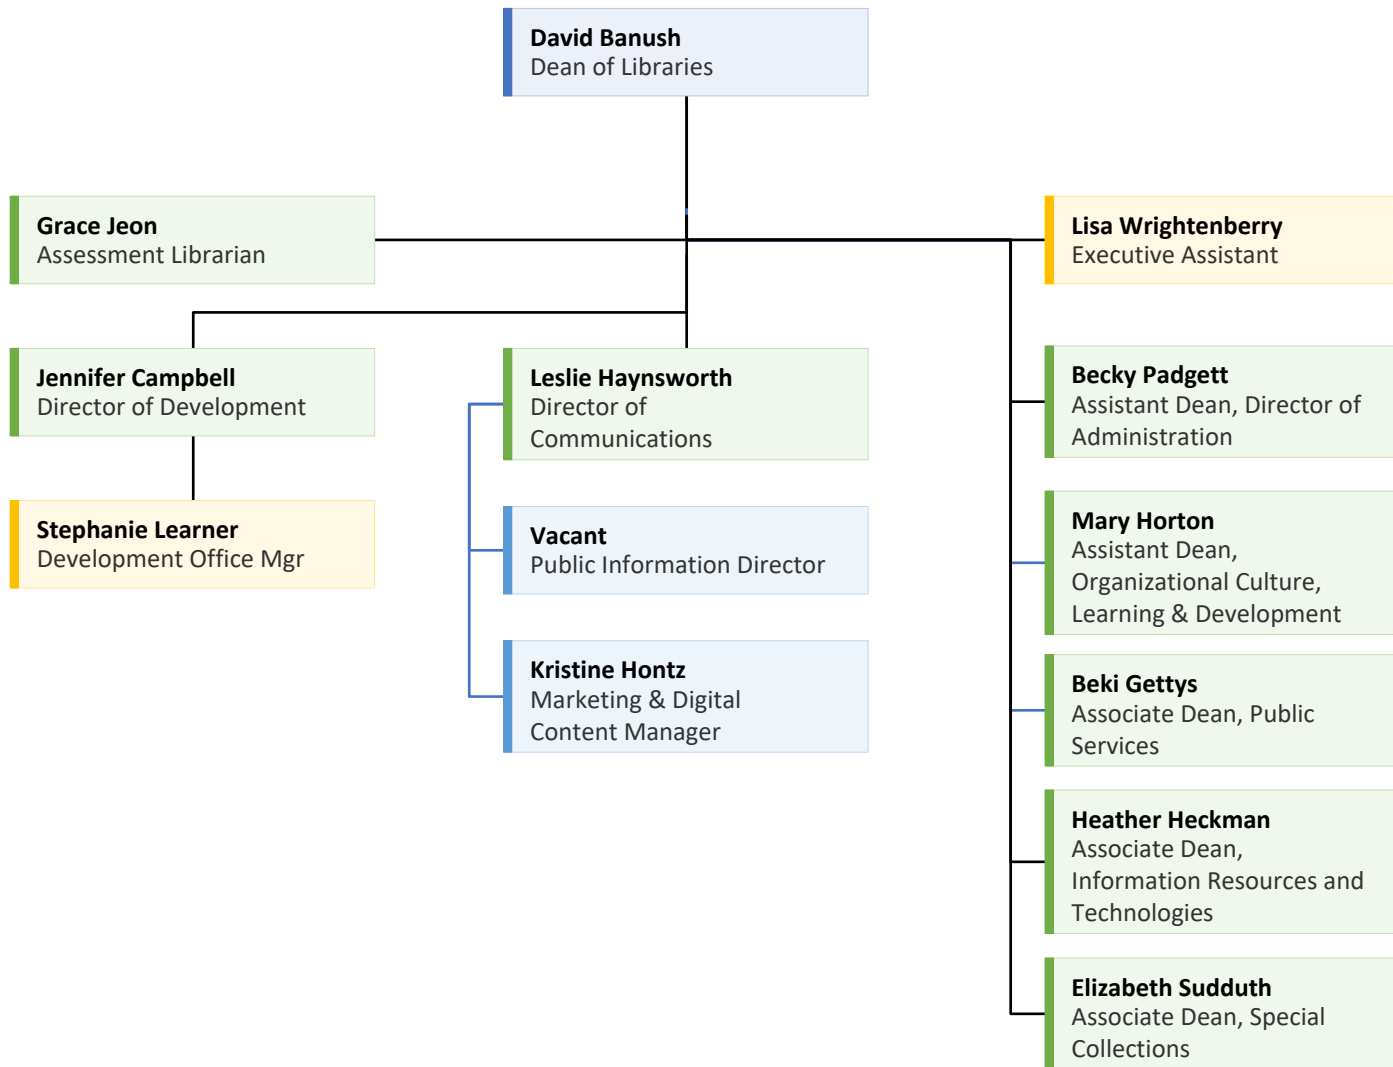 David Banush
Dean of Libraries
Grace Jeon
Assessment Librarian
Lisa Wrightenberry
Executive Assistant
Jennifer Campbell
Director of Development
Leslie Haynsworth
Director of
Communications
Becky Padgett
Assistant Dean, Director of
Administration
Stephanie Learner
Development Office Mgr
Vacant
Public Information Director
Mary Horton
Assistant Dean,
Organizational Culture,
Learning & Development
Kristine Hontz
Marketing & Digital
Content Manager
Beki Gettys
Associate Dean, Public
Services
Heather Heckman
Associate Dean,
Information Resources and
Technologies
Elizabeth Sudduth
Associate Dean, Special
Collections